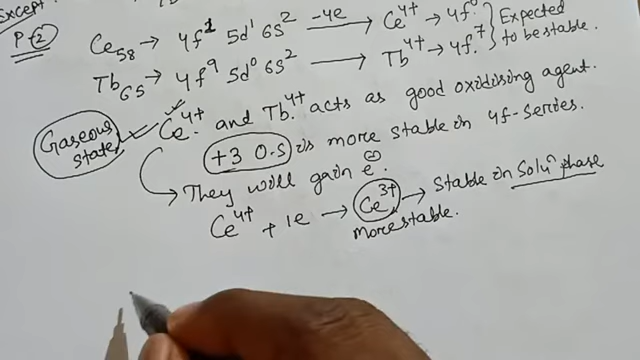 Except
P-2
Ce58 → 4f¹ 5d¹ 6s² —-4e→ Ce⁴⁺ → 4f⁰ } Expected
Tb65 → 4f⁹ 5d⁰ 6s² → Tb⁴⁺ → 4f⁷ } to be stable.
Gaseous state ← Ce⁴⁺ and Tb⁴⁺ acts as good oxidising agent.
+3 O.S is more stable in 4f-series.
→ They will gain e⊖.
Ce⁴⁺ + 1e → Ce³⁺ → Stable in Soluⁿ phase
more stable.